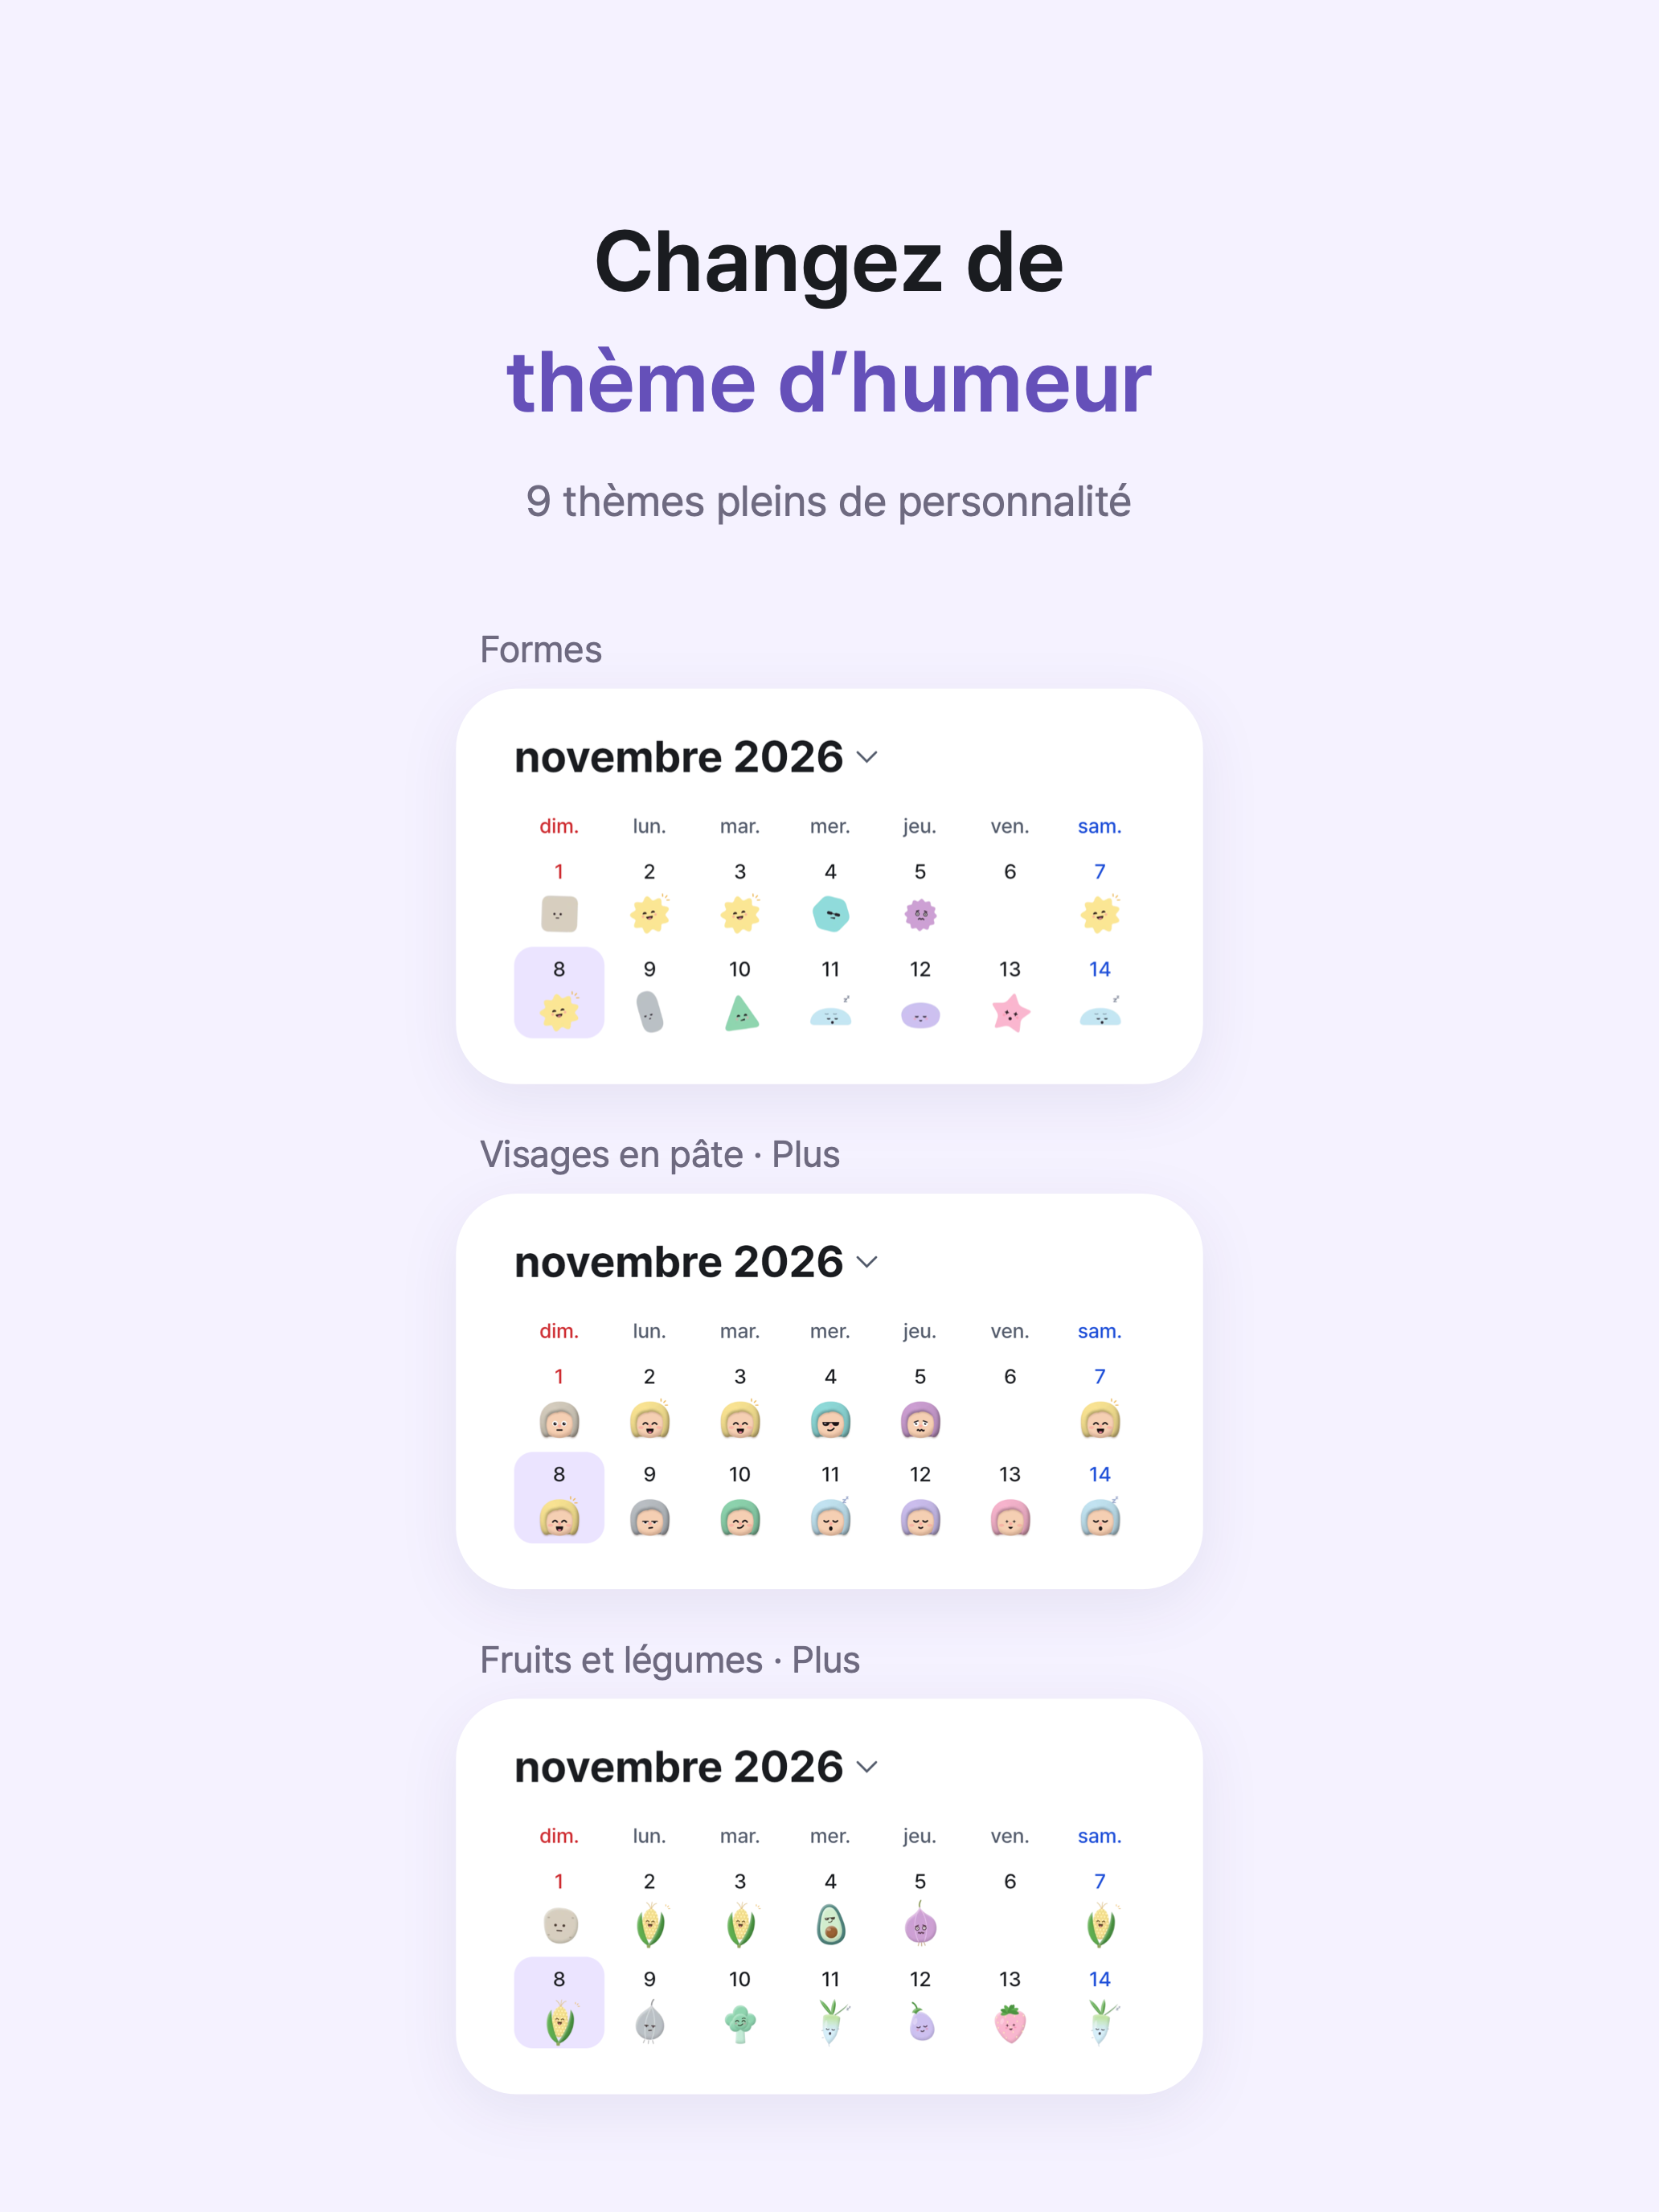 Changez de
thème d’humeur
9 thèmes pleins de personnalité
Formes
novembre 2026
dim. lun. mar. mer. jeu. ven. sam.
1 2 3 4 5 6 7
8 9 10 11 12 13 14
Visages en pâte · Plus
novembre 2026
dim. lun. mar. mer. jeu. ven. sam.
1 2 3 4 5 6 7
8 9 10 11 12 13 14
Fruits et légumes · Plus
novembre 2026
dim. lun. mar. mer. jeu. ven. sam.
1 2 3 4 5 6 7
8 9 10 11 12 13 14